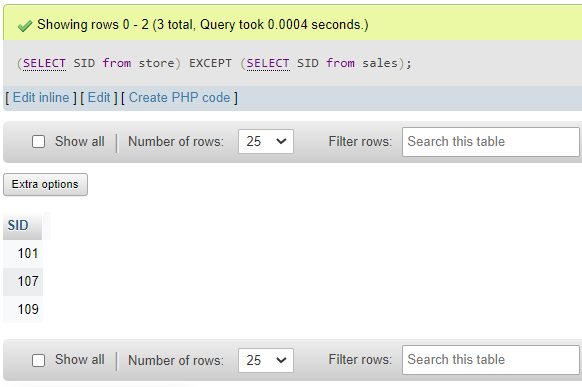 Showing rows 0 - 2 (3 total, Query took 0.0004 seconds.)
(SELECT SID from store) EXCEPT (SELECT SID from sales);
[ Edit inline ] [ Edit ] [ Create PHP code ]
Show all | Number of rows: 25 Filter rows: Search this table
Extra options
SID
101
107
109
Show all | Number of rows: 25 Filter rows: Search this table